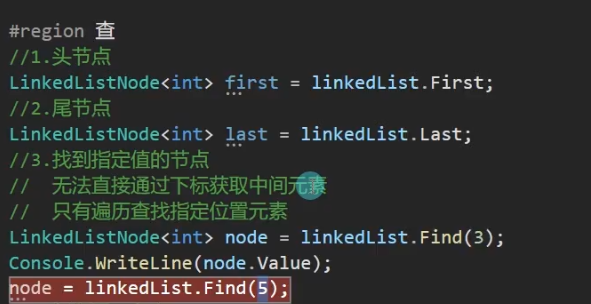 #region 查
//1.头节点
LinkedListNode<int> first = linkedList.First;
//2.尾节点
LinkedListNode<int> last = linkedList.Last;
//3.找到指定值的节点
//  无法直接通过下标获取中间元素
//  只有遍历查找指定位置元素
LinkedListNode<int> node = linkedList.Find(3);
Console.WriteLine(node.Value);
node = linkedList.Find(5);